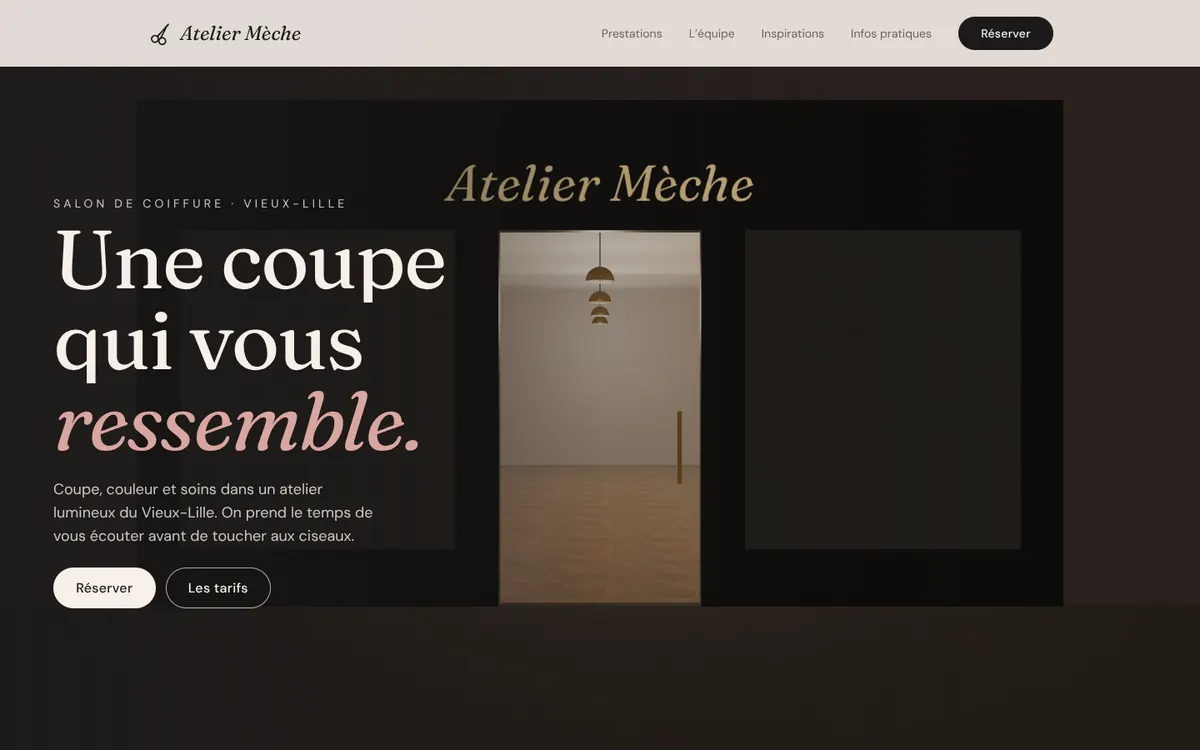 Atelier Mèche
Prestations
L'équipe
Inspirations
Infos pratiques
Réserver
Atelier Mèche
SALON DE COIFFURE · VIEUX-LILLE
Une coupe
qui vous
ressemble.
Coupe, couleur et soins dans un atelier
lumineux du Vieux-Lille. On prend le temps de
vous écouter avant de toucher aux ciseaux.
Réserver
Les tarifs